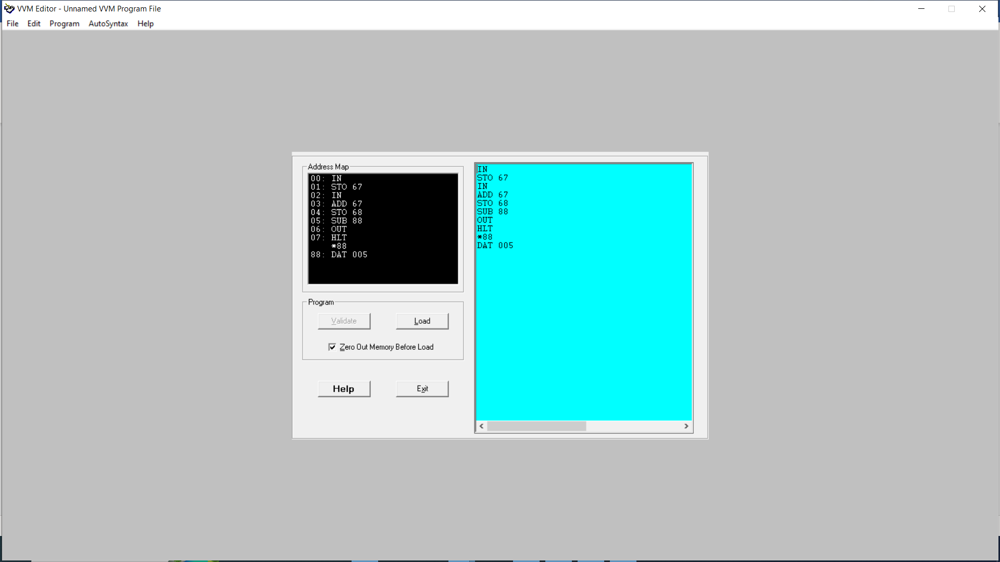 VVM Editor - Unnamed VVM Program File
File Edit Program AutoSyntax Help
Address Map
00: IN
01: STO 67
02: IN
03: ADD 67
04: STO 68
05: SUB 88
06: OUT
07: HLT
*88
88: DAT 005
Program
Validate Load
Zero Out Memory Before Load
Help Exit
IN
STO 67
IN
ADD 67
STO 68
SUB 88
OUT
HLT
*88
DAT 005